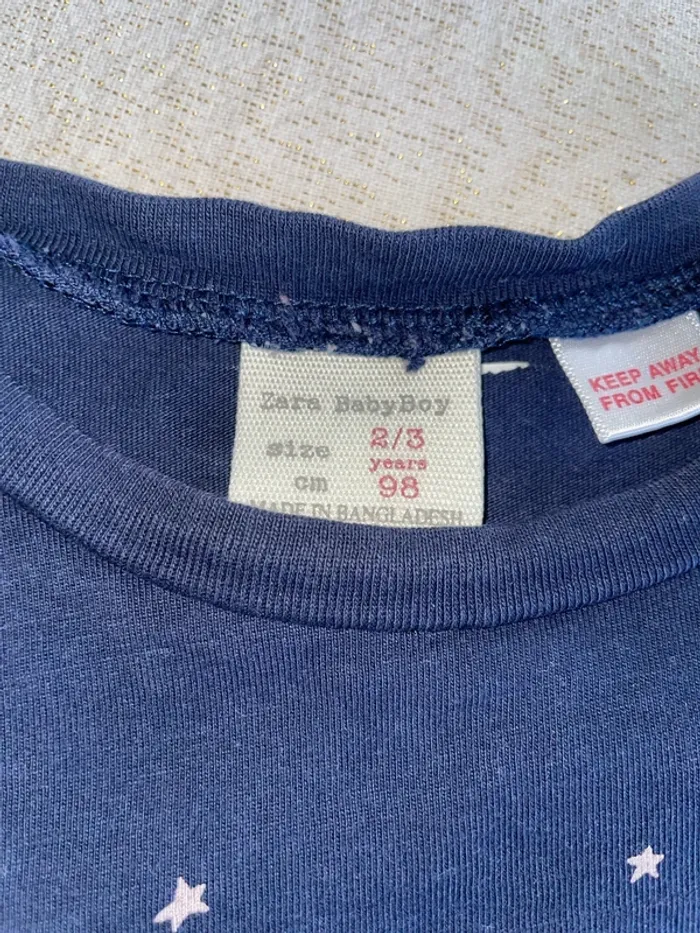 Zara BabyBoy
size 2/3
years
cm 98
MADE IN BANGLADESH
KEEP AWAY
FROM FIR